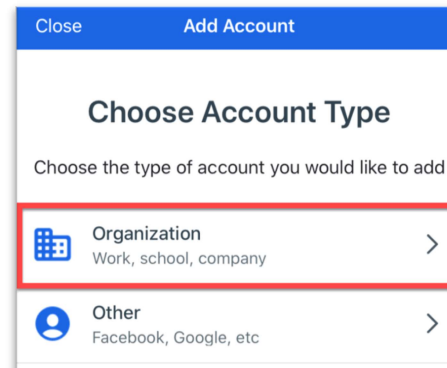 Close Add Account
Choose Account Type
Choose the type of account you would like to add
Organization
Work, school, company
Other
Facebook, Google, etc